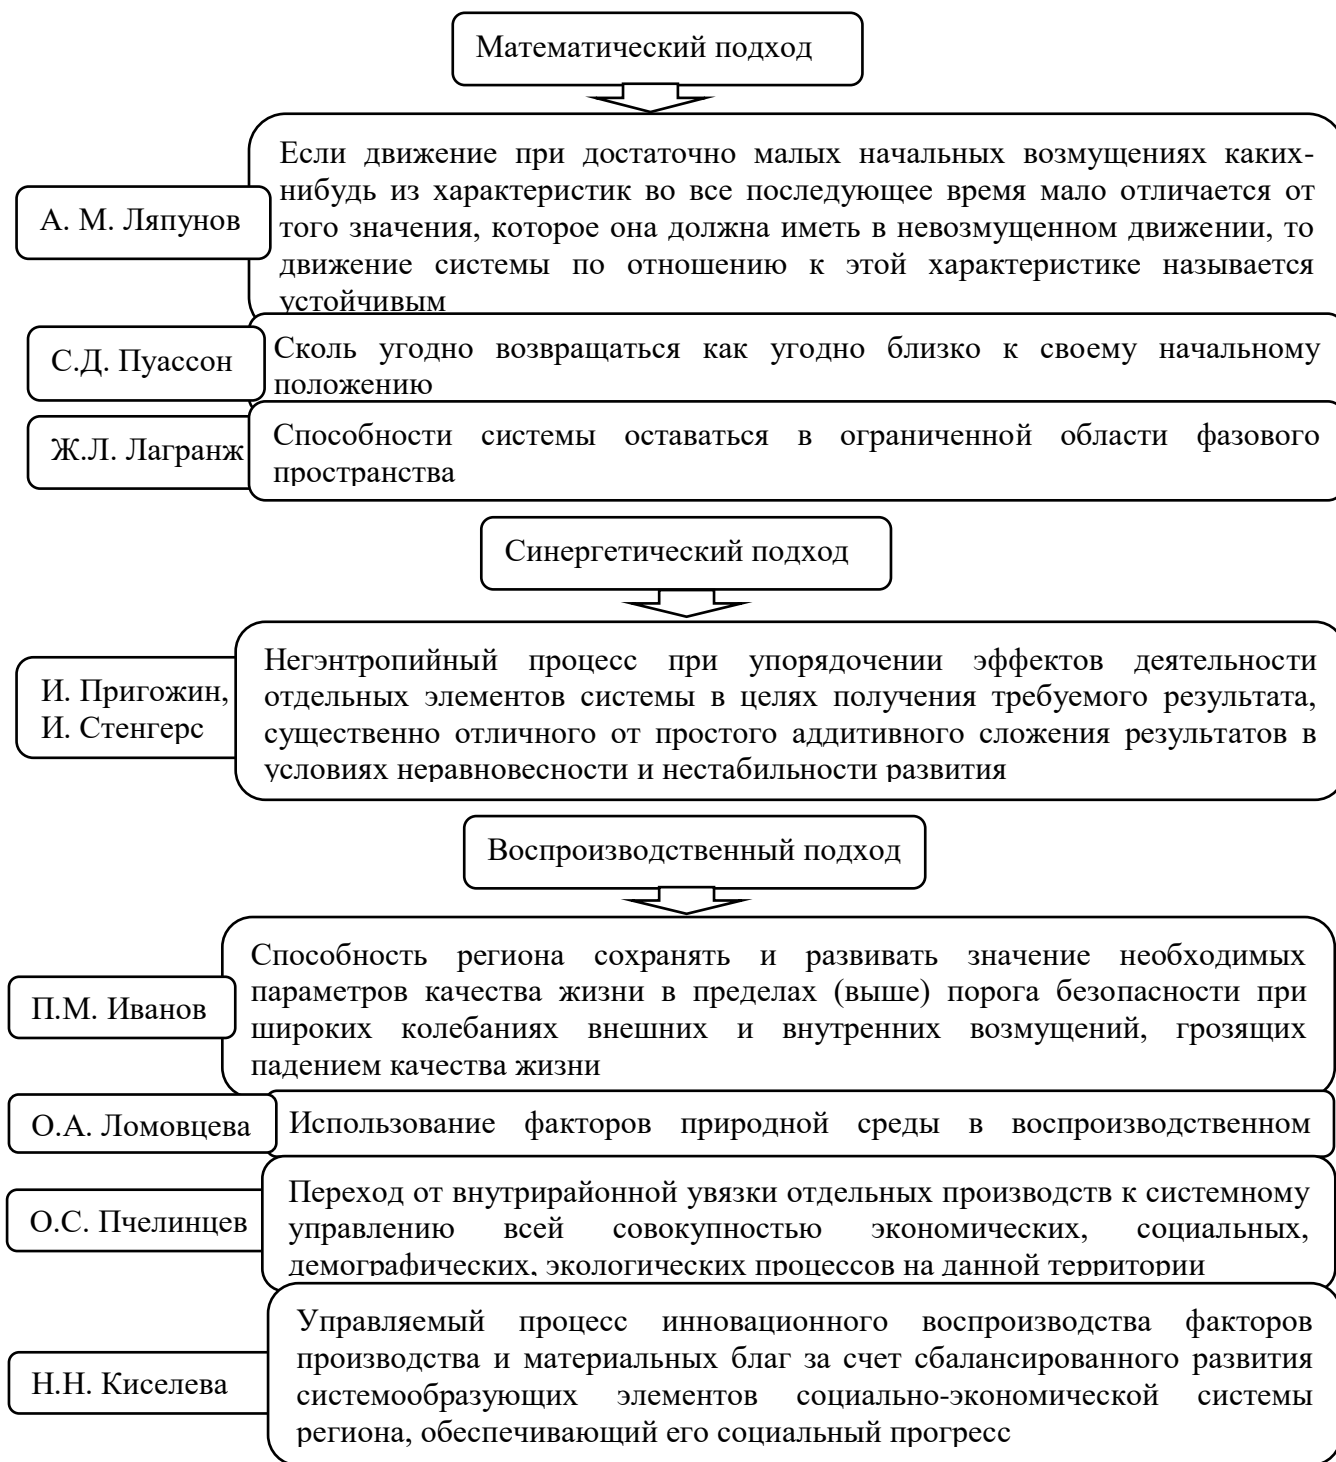 Математический подход
А. М. Ляпунов
Если движение при достаточно малых начальных возмущениях каких-
нибудь из характеристик во все последующее время мало отличается от
того значения, которое она должна иметь в невозмущенном движении, то
движение системы по отношению к этой характеристике называется
устойчивым
С.Д. Пуассон
Сколь угодно возвращаться как угодно близко к своему начальному
положению
Ж.Л. Лагранж
Способности системы оставаться в ограниченной области фазового
пространства
Синергетический подход
И. Пригожин,
И. Стенгерс
Негэнтропийный процесс при упорядочении эффектов деятельности
отдельных элементов системы в целях получения требуемого результата,
существенно отличного от простого аддитивного сложения результатов в
условиях неравновесности и нестабильности развития
Воспроизводственный подход
П.М. Иванов
Способность региона сохранять и развивать значение необходимых
параметров качества жизни в пределах (выше) порога безопасности при
широких колебаниях внешних и внутренних возмущений, грозящих
падением качества жизни
О.А. Ломовцева
Использование факторов природной среды в воспроизводственном
О.С. Пчелинцев
Переход от внутрирайонной увязки отдельных производств к системному
управлению всей совокупностью экономических, социальных,
демографических, экологических процессов на данной территории
Н.Н. Киселева
Управляемый процесс инновационного воспроизводства факторов
производства и материальных благ за счет сбалансированного развития
системообразующих элементов социально-экономической системы
региона, обеспечивающий его социальный прогресс